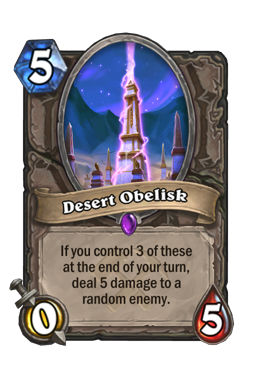 5
Desert Obelisk
If you control 3 of these
at the end of your turn,
deal 5 damage to a
random enemy.
0
5